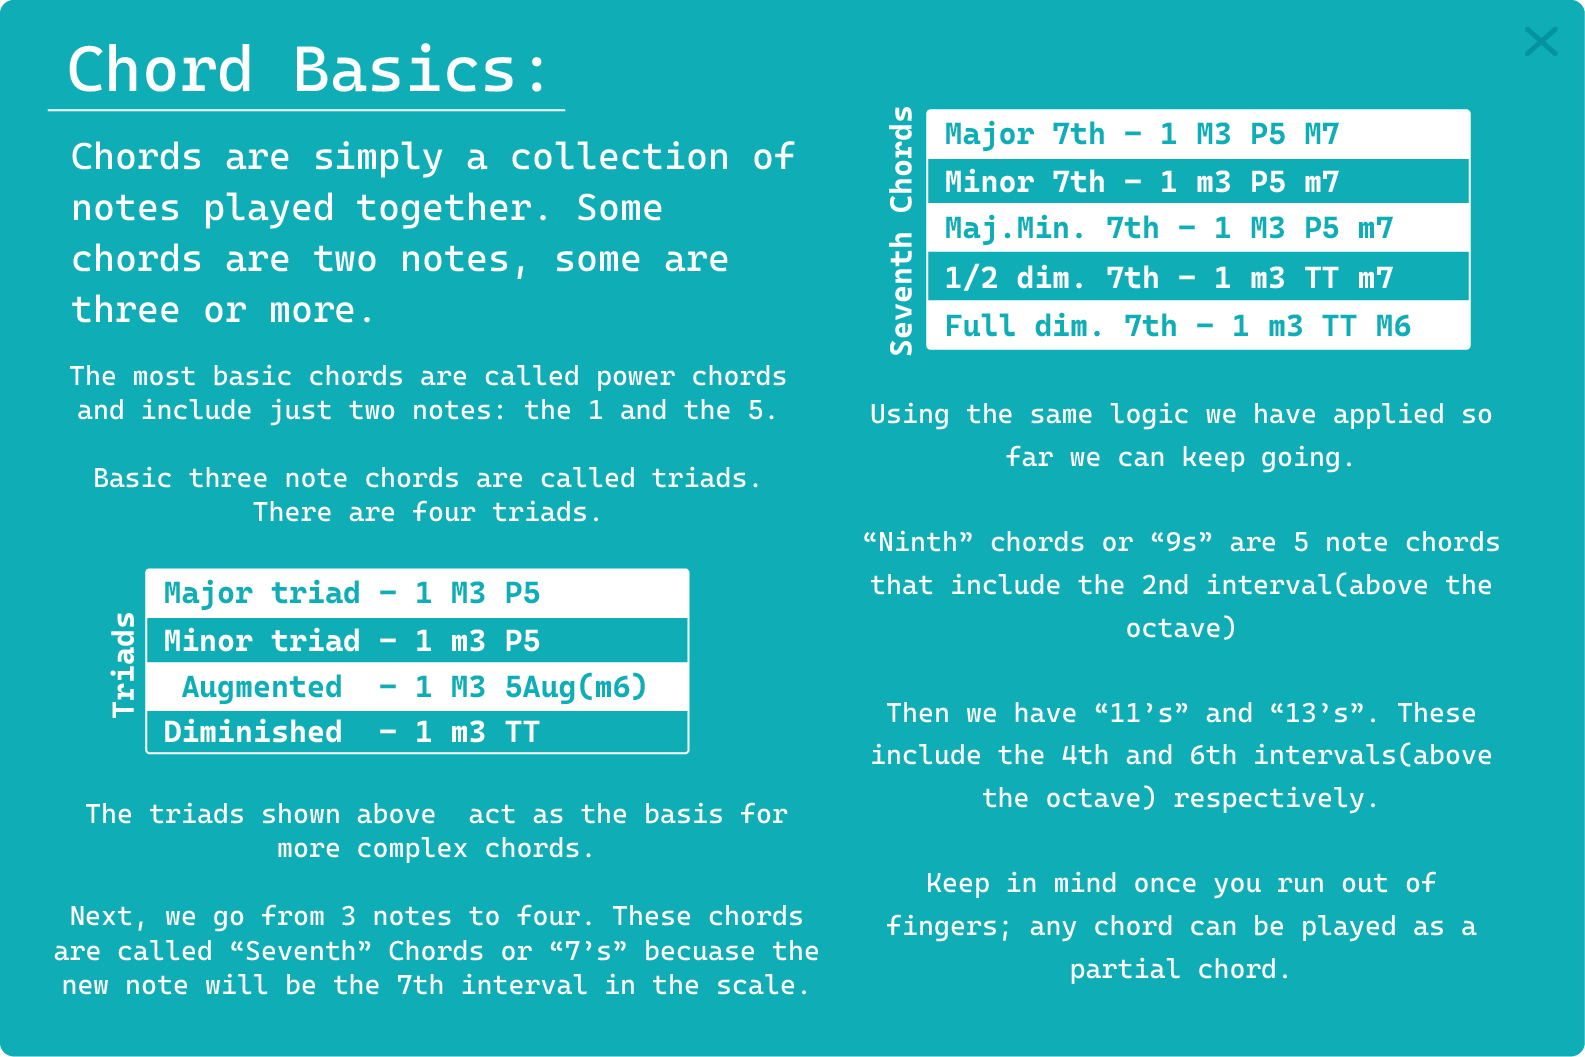 Chord Basics:
Chords are simply a collection of
notes played together. Some
chords are two notes, some are
three or more.
The most basic chords are called power chords
and include just two notes: the 1 and the 5.
Basic three note chords are called triads.
There are four triads.
Triads
Major triad – 1 M3 P5
Minor triad – 1 m3 P5
Augmented – 1 M3 5Aug(m6)
Diminished – 1 m3 TT
The triads shown above act as the basis for
more complex chords.
Next, we go from 3 notes to four. These chords
are called “Seventh” Chords or “7’s” becuase the
new note will be the 7th interval in the scale.
Seventh Chords
Major 7th – 1 M3 P5 M7
Minor 7th – 1 m3 P5 m7
Maj.Min. 7th – 1 M3 P5 m7
1/2 dim. 7th – 1 m3 TT m7
Full dim. 7th – 1 m3 TT M6
Using the same logic we have applied so
far we can keep going.
“Ninth” chords or “9s” are 5 note chords
that include the 2nd interval(above the
octave)
Then we have “11’s” and “13’s”. These
include the 4th and 6th intervals(above
the octave) respectively.
Keep in mind once you run out of
fingers; any chord can be played as a
partial chord.